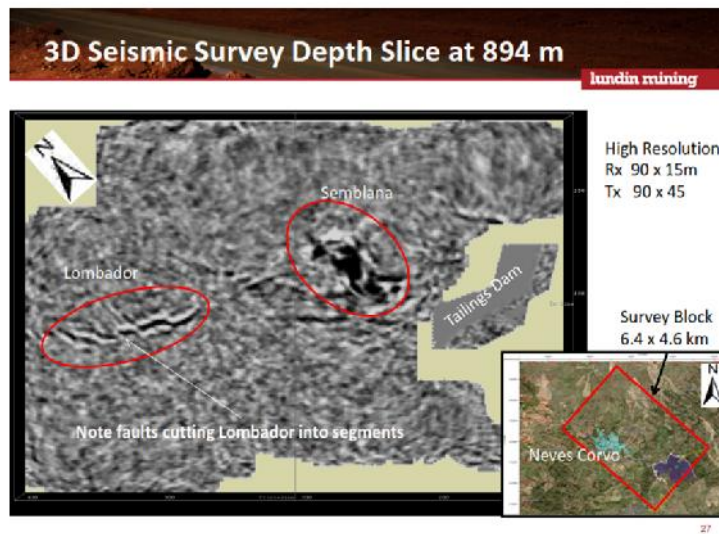 3D Seismic Survey Depth Slice at 894 m
lundin mining
N
Semblana
Lombador
Tailings Dam
Note faults cutting Lombador into segments
High Resolution
Rx 90 x 15m
Tx 90 x 45
Survey Block
6.4 x 4.6 km
N
Neves Corvo
27